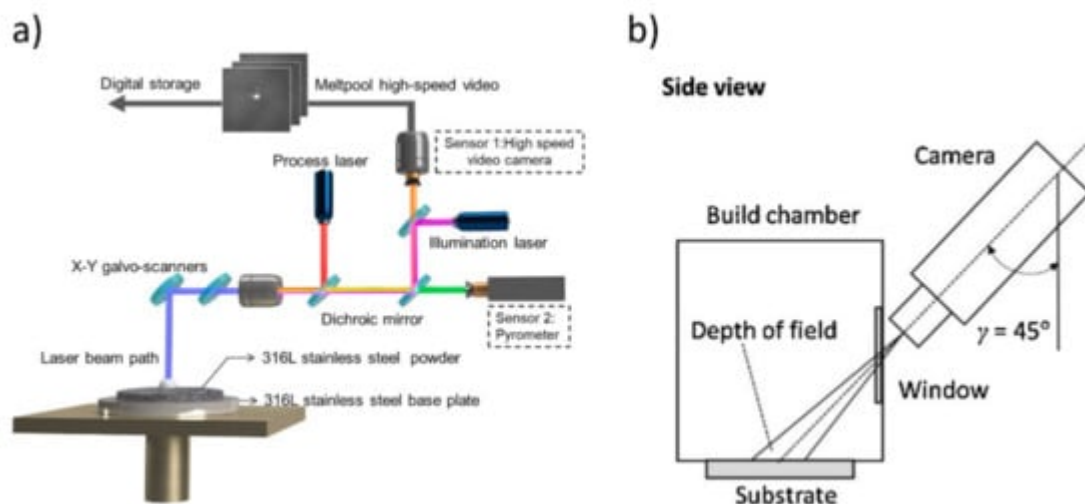 a)
Digital storage
Meltpool high-speed video
Sensor 1:High speed
video camera
Process laser
Illumination laser
X-Y galvo-scanners
Dichroic mirror
Sensor 2:
Pyrometer
Laser beam path
316L stainless steel powder
316L stainless steel base plate
b)
Side view
Camera
Build chamber
Depth of field
γ = 45°
Window
Substrate